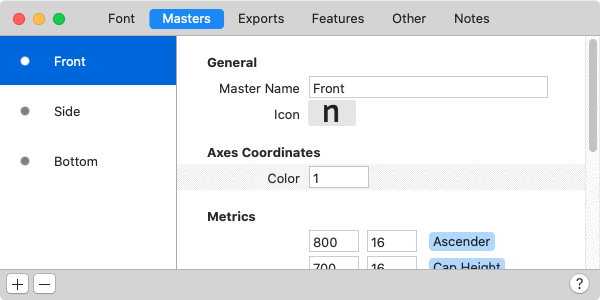 Font Masters Exports Features Other Notes
Front
Side
Bottom
General
Master Name Front
Icon n
Axes Coordinates
Color 1
Metrics
800 16 Ascender
700 16 Cap Height
+ − ?